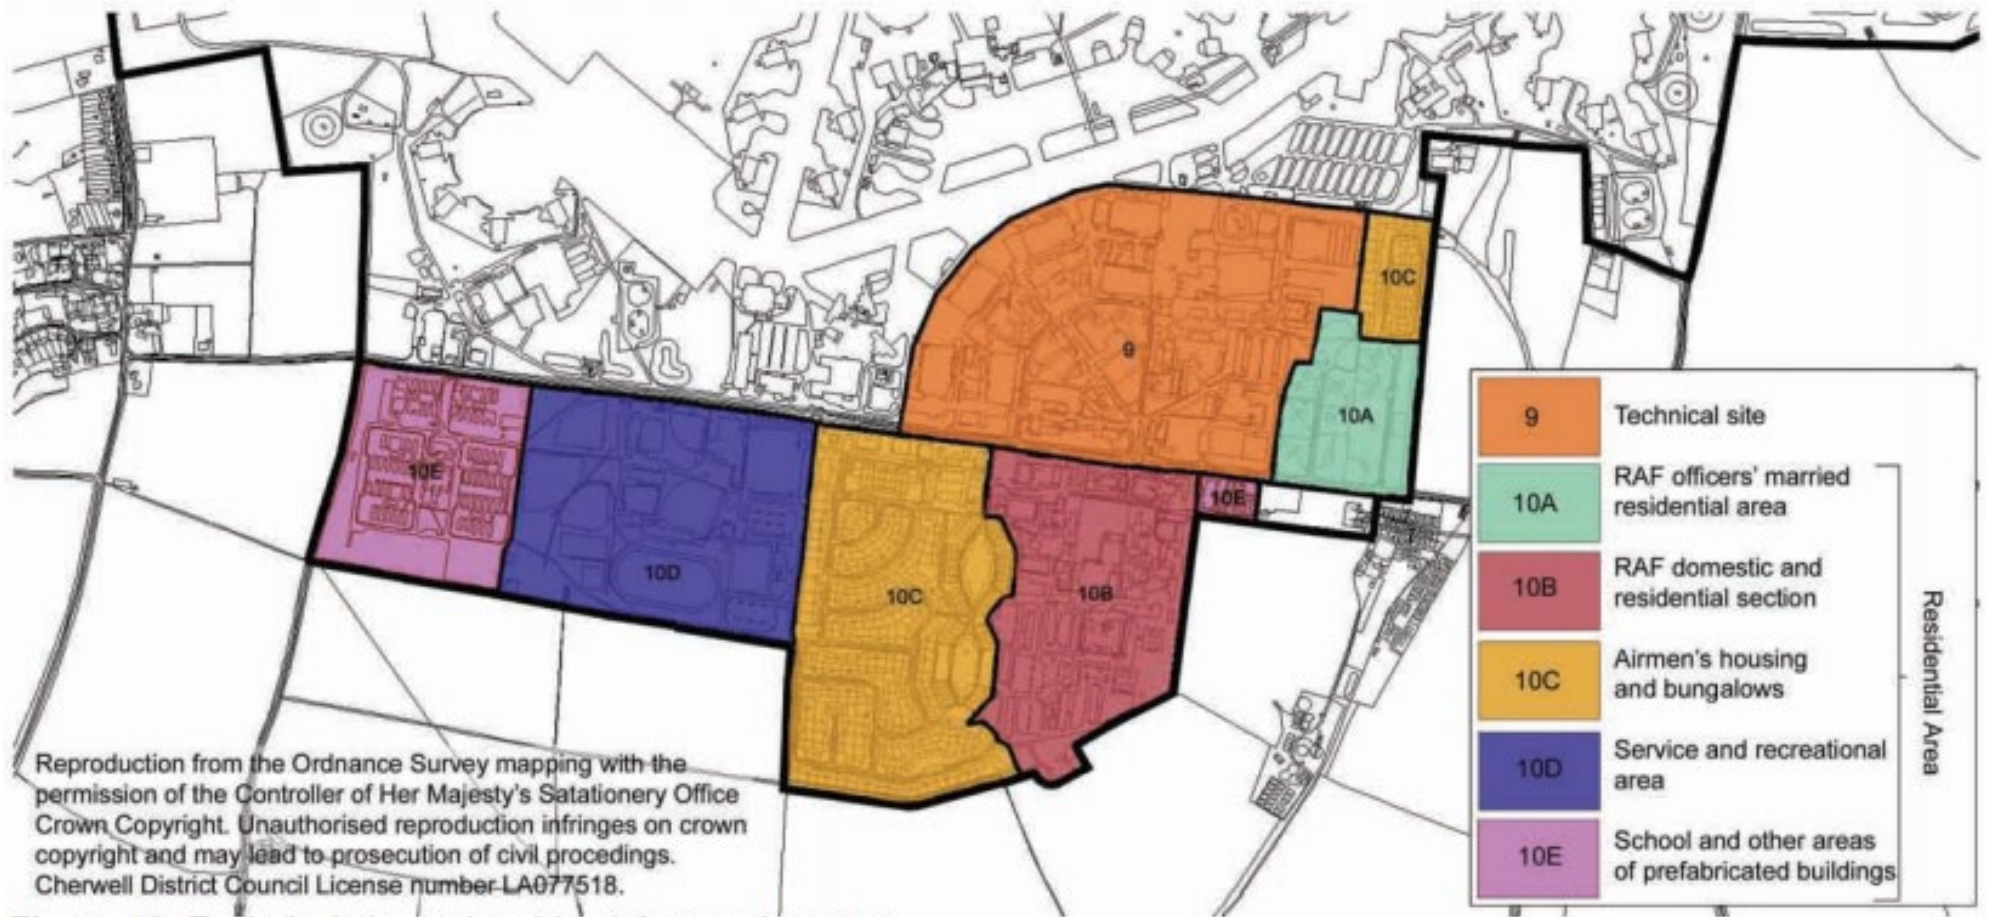 10C
9
10A
10E
10E
10D
10C
10B
9 Technical site
10A RAF officers' married
residential area
10B RAF domestic and
residential section
10C Airmen's housing
and bungalows
10D Service and recreational
area
10E School and other areas
of prefabricated buildings
Residential Area
Reproduction from the Ordnance Survey mapping with the
permission of the Controller of Her Majesty's Satationery Office
Crown Copyright. Unauthorised reproduction infringes on crown
copyright and may lead to prosecution of civil procedings.
Cherwell District Council License number LA077518.